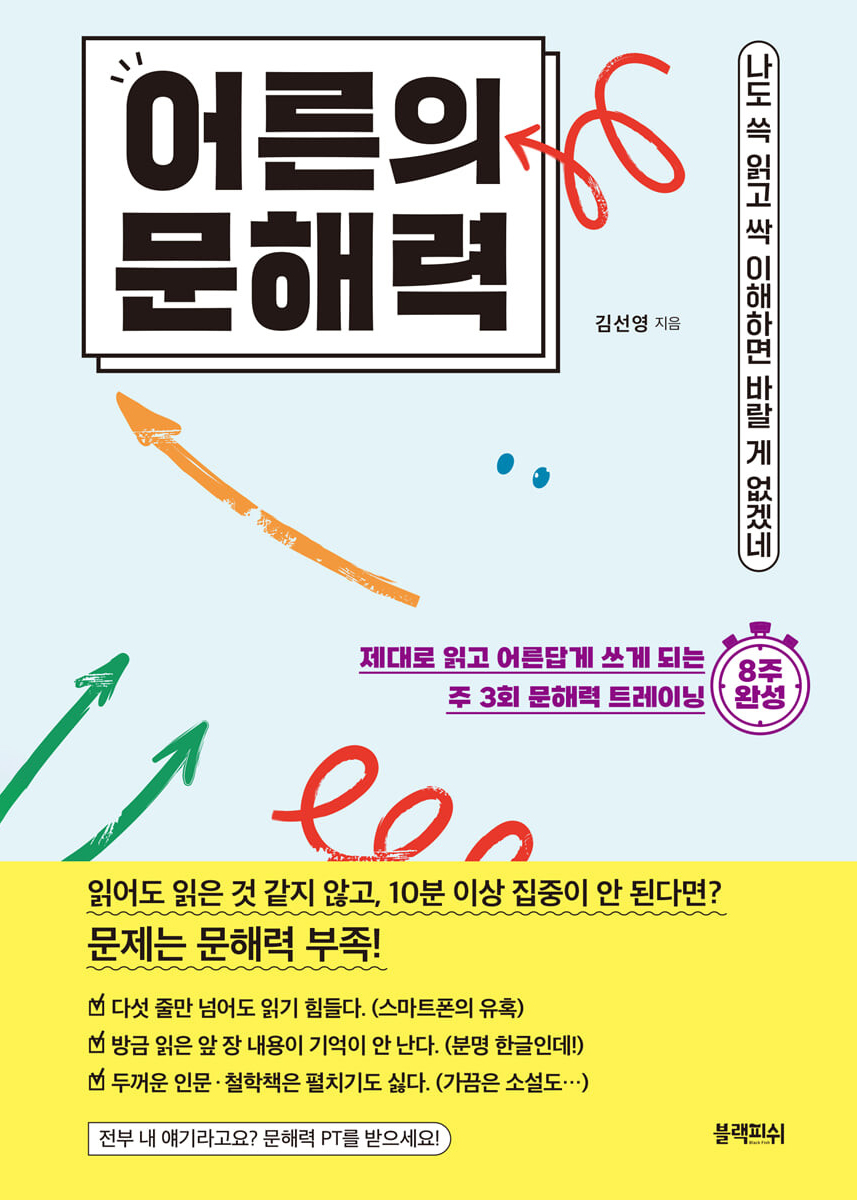 어른의
문해력
김선영 지음
나도 쓱 읽고 싹 이해하면 바랄 게 없겠네
제대로 읽고 어른답게 쓰게 되는
주 3회 문해력 트레이닝
8주
완성
읽어도 읽은 것 같지 않고, 10분 이상 집중이 안 된다면?
문제는 문해력 부족!
다섯 줄만 넘어도 읽기 힘들다. (스마트폰의 유혹)
방금 읽은 앞 장 내용이 기억이 안 난다. (분명 한글인데!)
두꺼운 인문·철학책은 펼치기도 싫다. (가끔은 소설도…)
전부 내 얘기라고요? 문해력 PT를 받으세요!
블랙피쉬
Black Fish